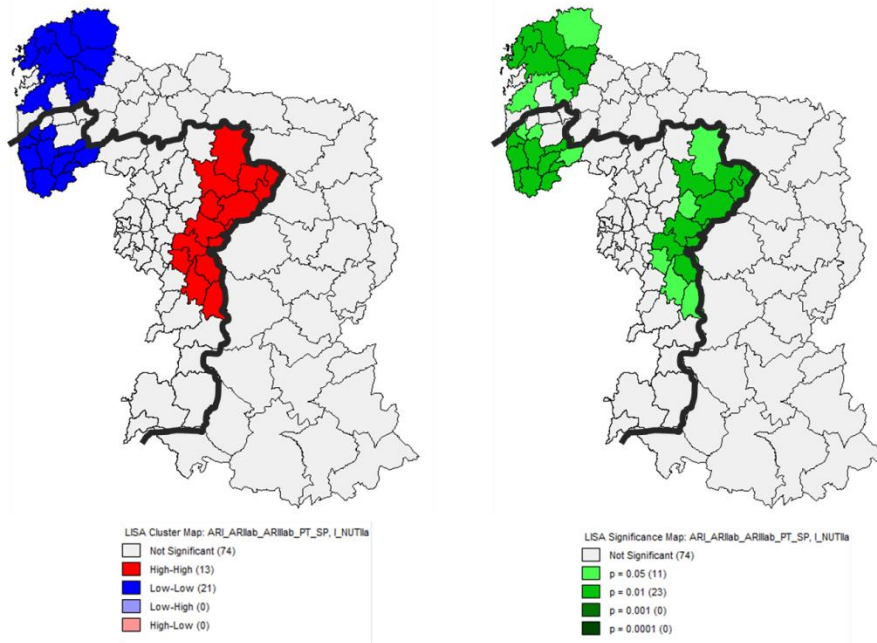 LISA Cluster Map: ARI_ARIIab_ARIIIab_PT_SP, I_NUTIIa
Not Significant (74)
High-High (13)
Low-Low (21)
Low-High (0)
High-Low (0)
LISA Significance Map: ARI_ARIIab_ARIIIab_PT_SP, I_NUTIIa
Not Significant (74)
p = 0.05 (11)
p = 0.01 (23)
p = 0.001 (0)
p = 0.0001 (0)